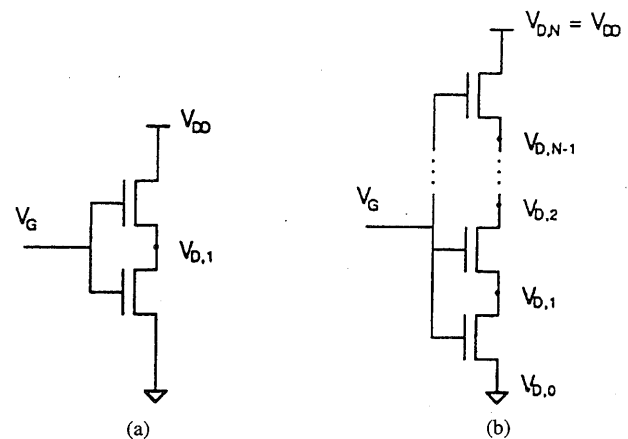 V_DD
V_G
V_D,1
(a)
V_D,N = V_DD
V_D,N-1
V_G
V_D,2
V_D,1
V_D,0
(b)